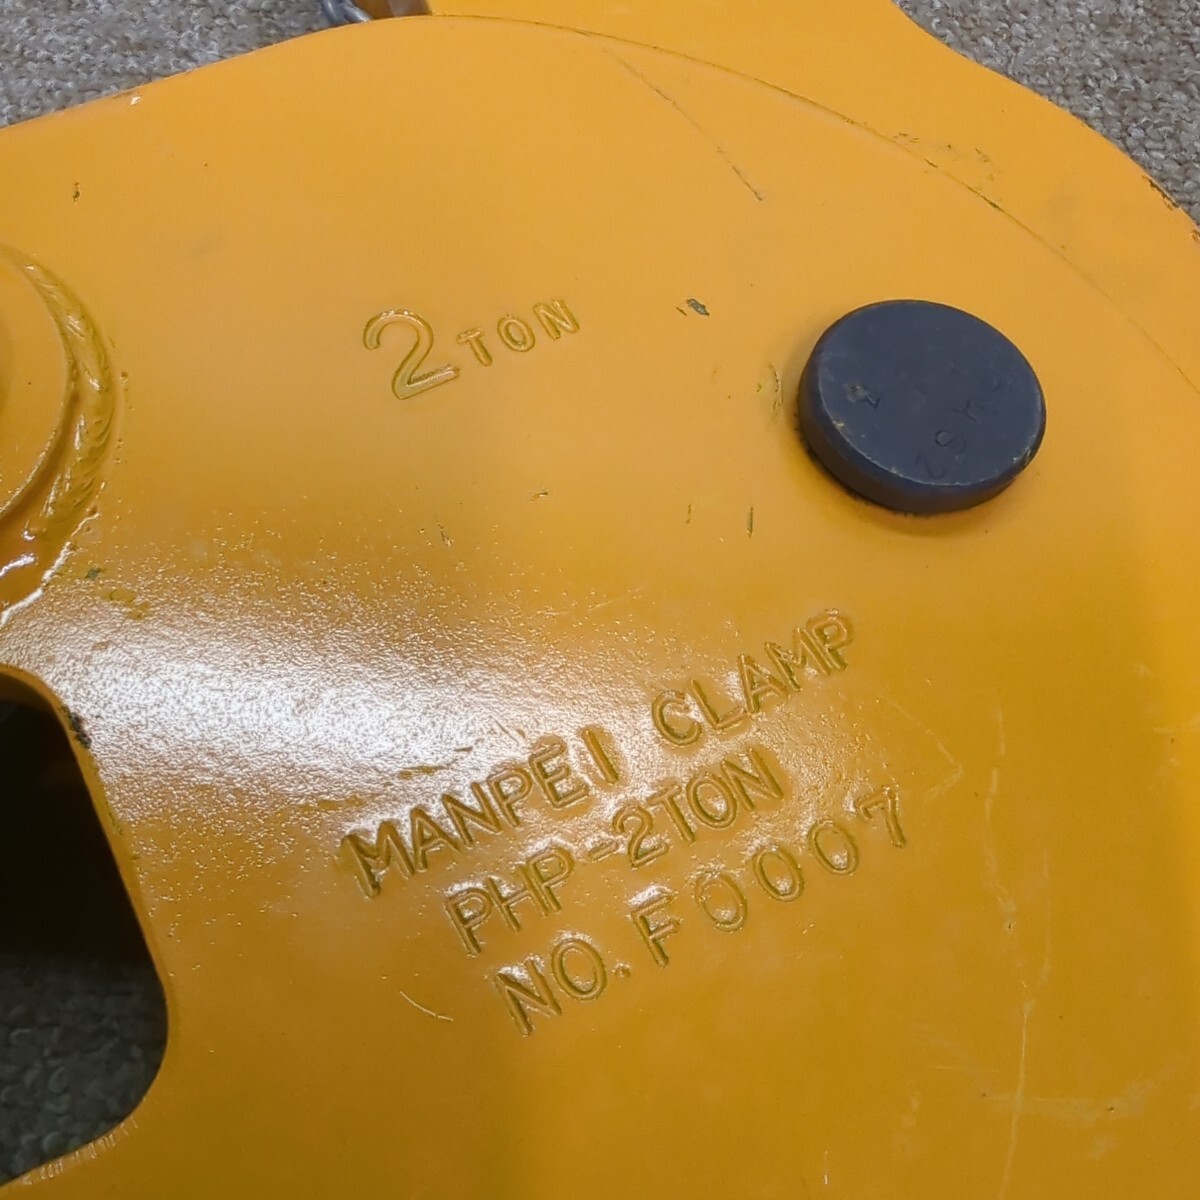 2TON
MANPEI CLAMP
PHP-2TON
NO. F0007